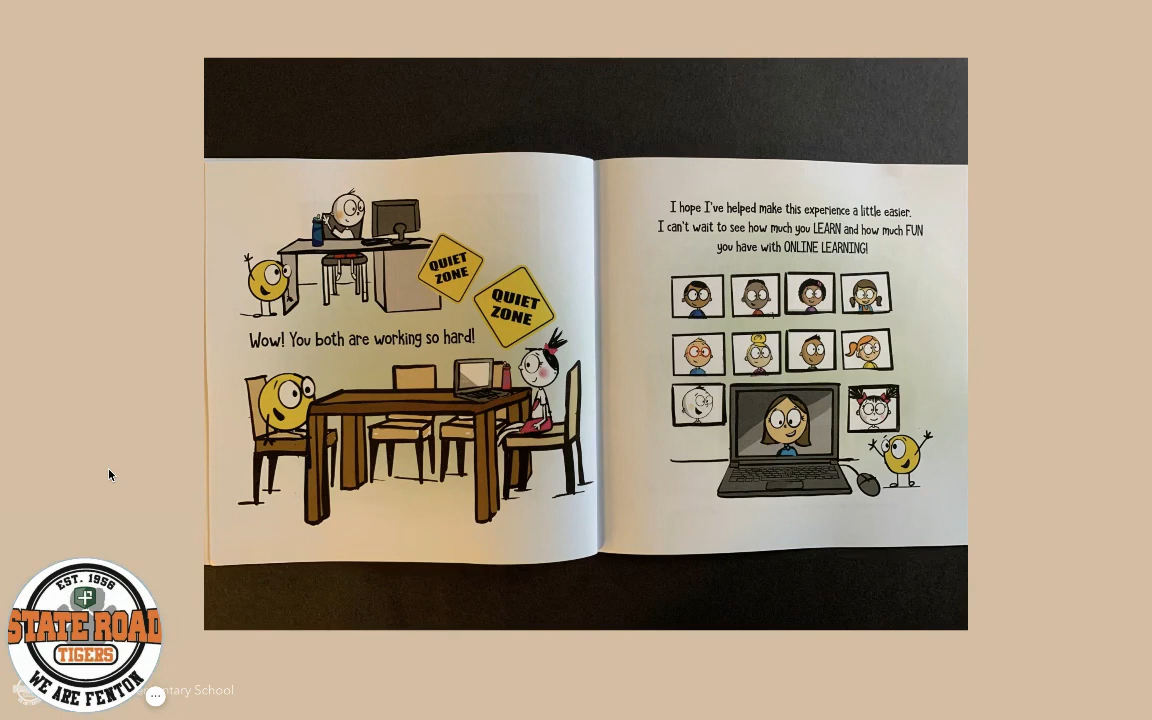 QUIET
ZONE
QUIET
ZONE
Wow! You both are working so hard!
I hope I've helped make this experience a little easier.
I can't wait to see how much you LEARN and how much FUN
you have with ONLINE LEARNING!
EST. 1956
STATE ROAD
TIGERS
WE ARE FENTON
Elementary School